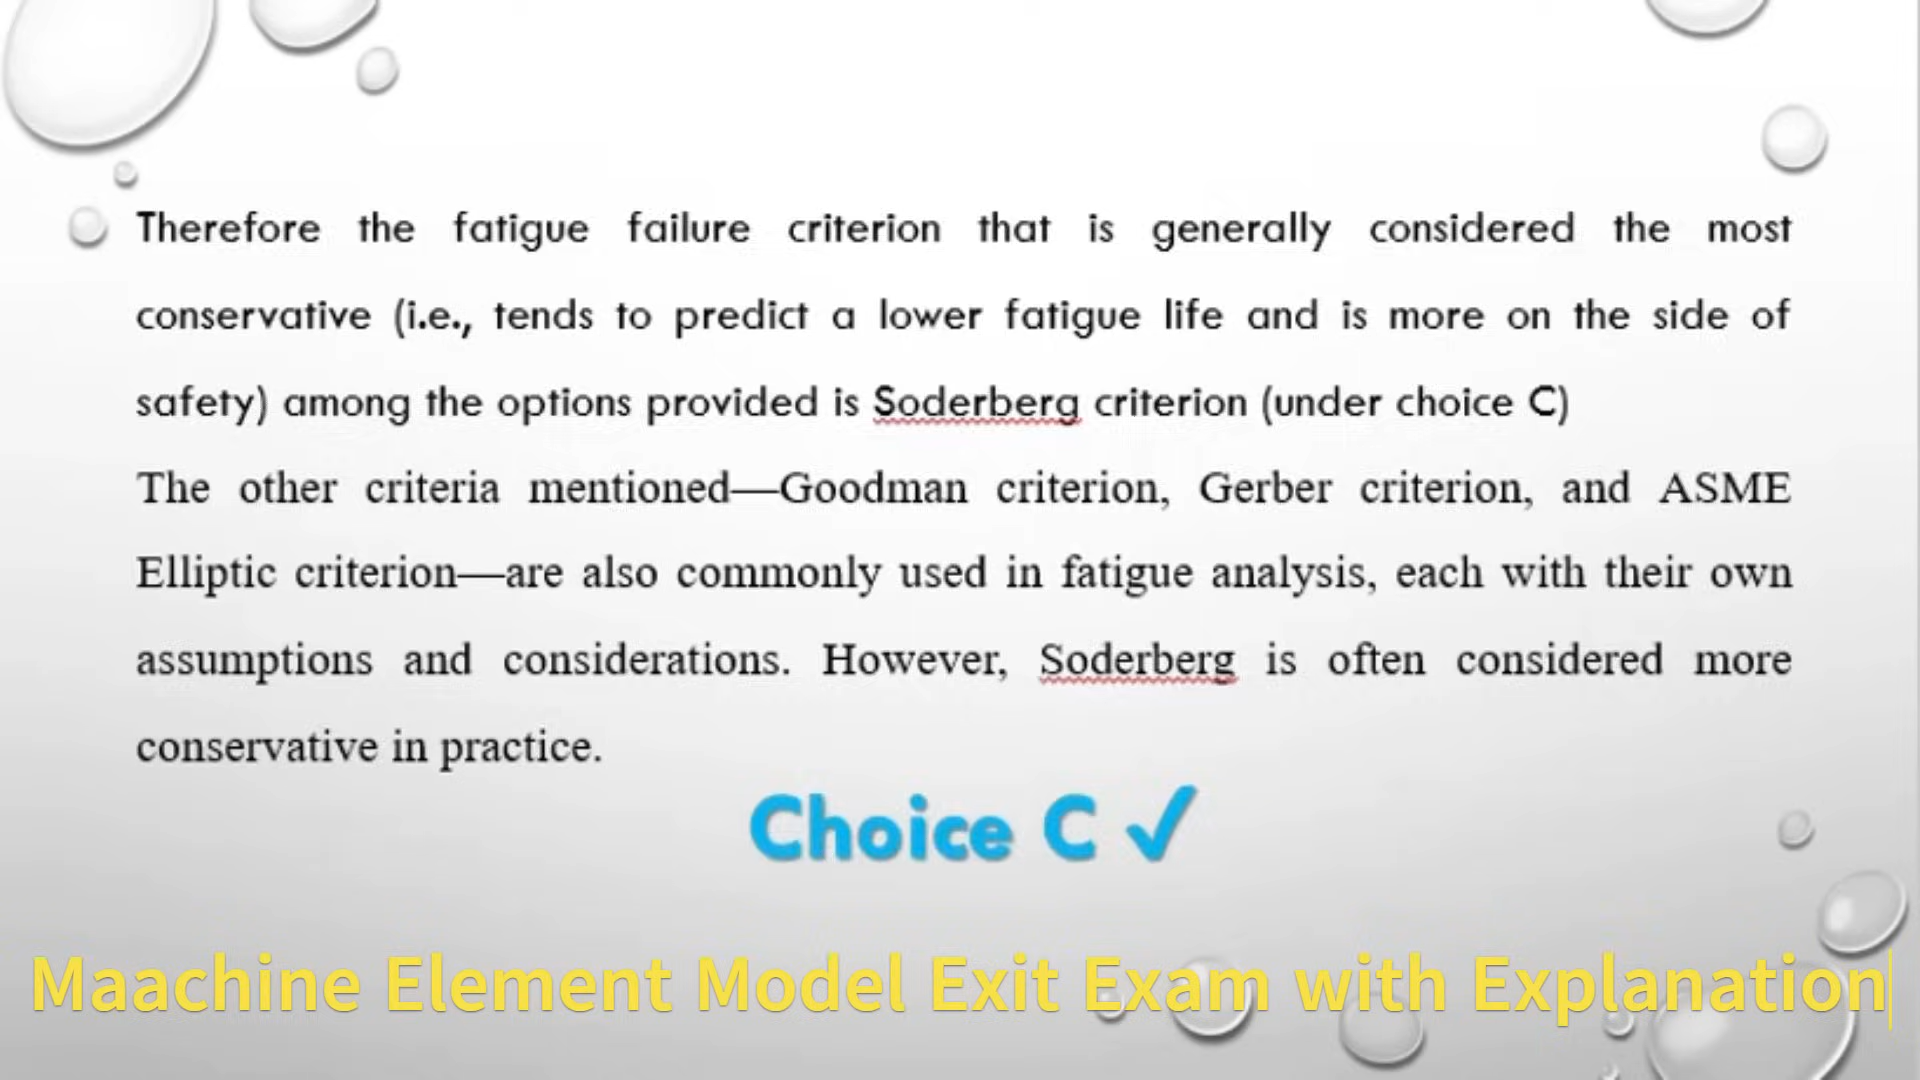 Therefore the fatigue failure criterion that is generally considered the most
conservative (i.e., tends to predict a lower fatigue life and is more on the side of
safety) among the options provided is Soderberg criterion (under choice C)
The other criteria mentioned—Goodman criterion, Gerber criterion, and ASME
Elliptic criterion—are also commonly used in fatigue analysis, each with their own
assumptions and considerations. However, Soderberg is often considered more
conservative in practice.
Choice C ✓
Maachine Element Model Exit Exam with Explanation